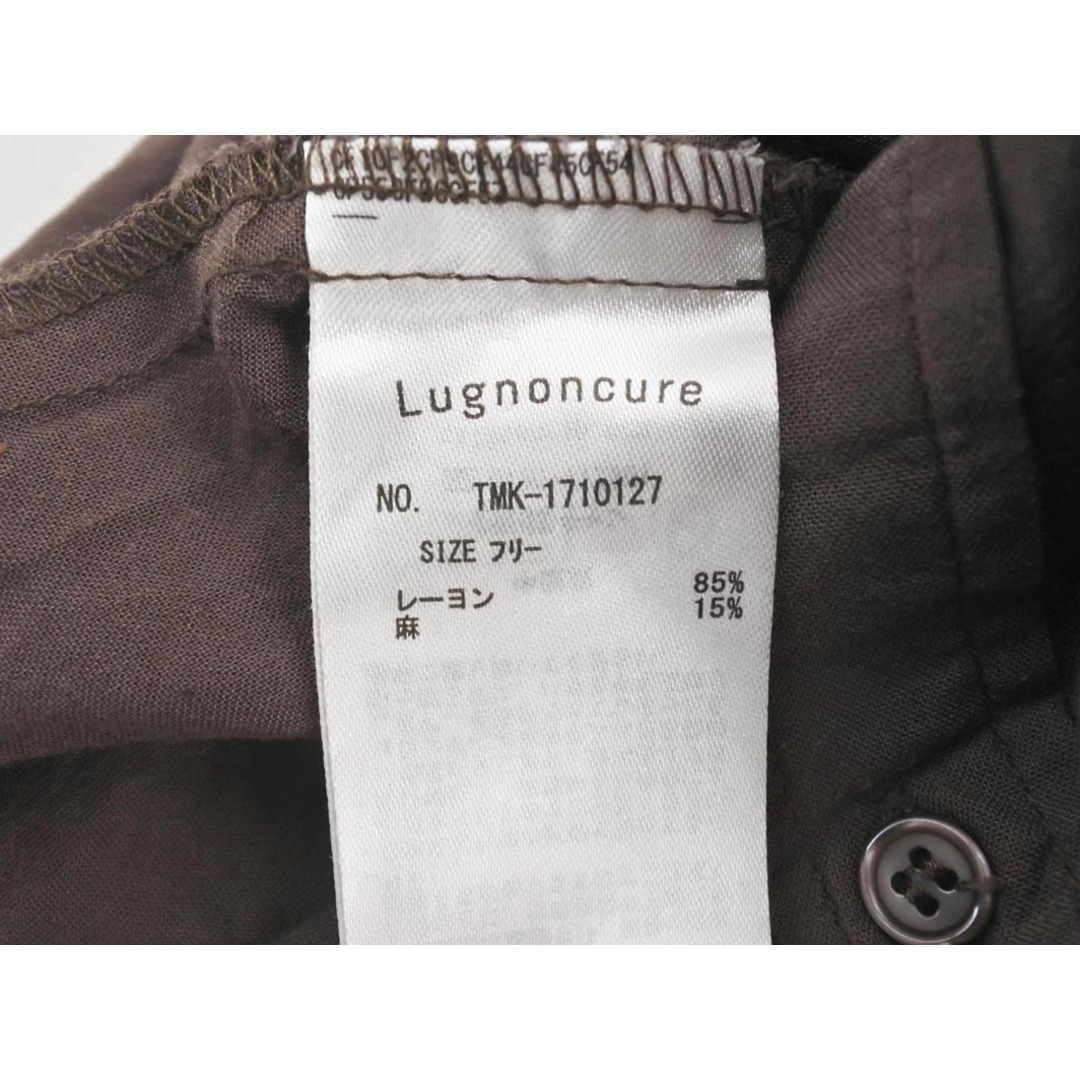 Lugnoncure
NO. TMK-1710127
SIZE フリー
レーヨン 85%
麻 15%